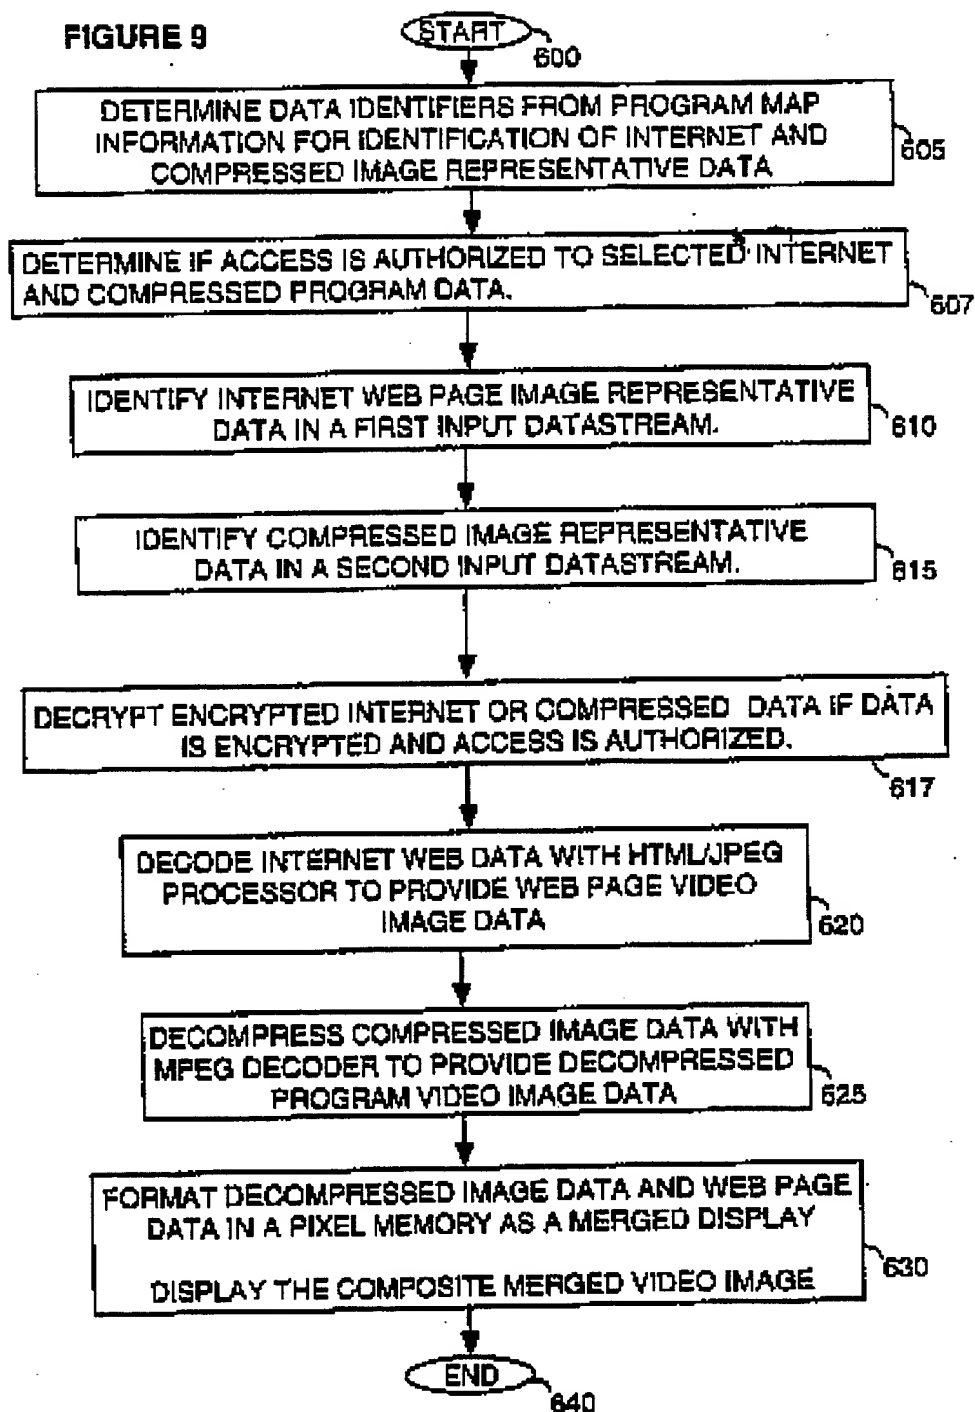 FIGURE 9
START
600
DETERMINE DATA IDENTIFIERS FROM PROGRAM MAP
INFORMATION FOR IDENTIFICATION OF INTERNET AND
COMPRESSED IMAGE REPRESENTATIVE DATA
605
DETERMINE IF ACCESS IS AUTHORIZED TO SELECTED INTERNET
AND COMPRESSED PROGRAM DATA.
607
IDENTIFY INTERNET WEB PAGE IMAGE REPRESENTATIVE
DATA IN A FIRST INPUT DATASTREAM.
610
IDENTIFY COMPRESSED IMAGE REPRESENTATIVE
DATA IN A SECOND INPUT DATASTREAM.
615
DECRYPT ENCRYPTED INTERNET OR COMPRESSED DATA IF DATA
IS ENCRYPTED AND ACCESS IS AUTHORIZED.
617
DECODE INTERNET WEB DATA WITH HTML/JPEG
PROCESSOR TO PROVIDE WEB PAGE VIDEO
IMAGE DATA
620
DECOMPRESS COMPRESSED IMAGE DATA WITH
MPEG DECODER TO PROVIDE DECOMPRESSED
PROGRAM VIDEO IMAGE DATA
625
FORMAT DECOMPRESSED IMAGE DATA AND WEB PAGE
DATA IN A PIXEL MEMORY AS A MERGED DISPLAY
DISPLAY THE COMPOSITE MERGED VIDEO IMAGE
630
END
640